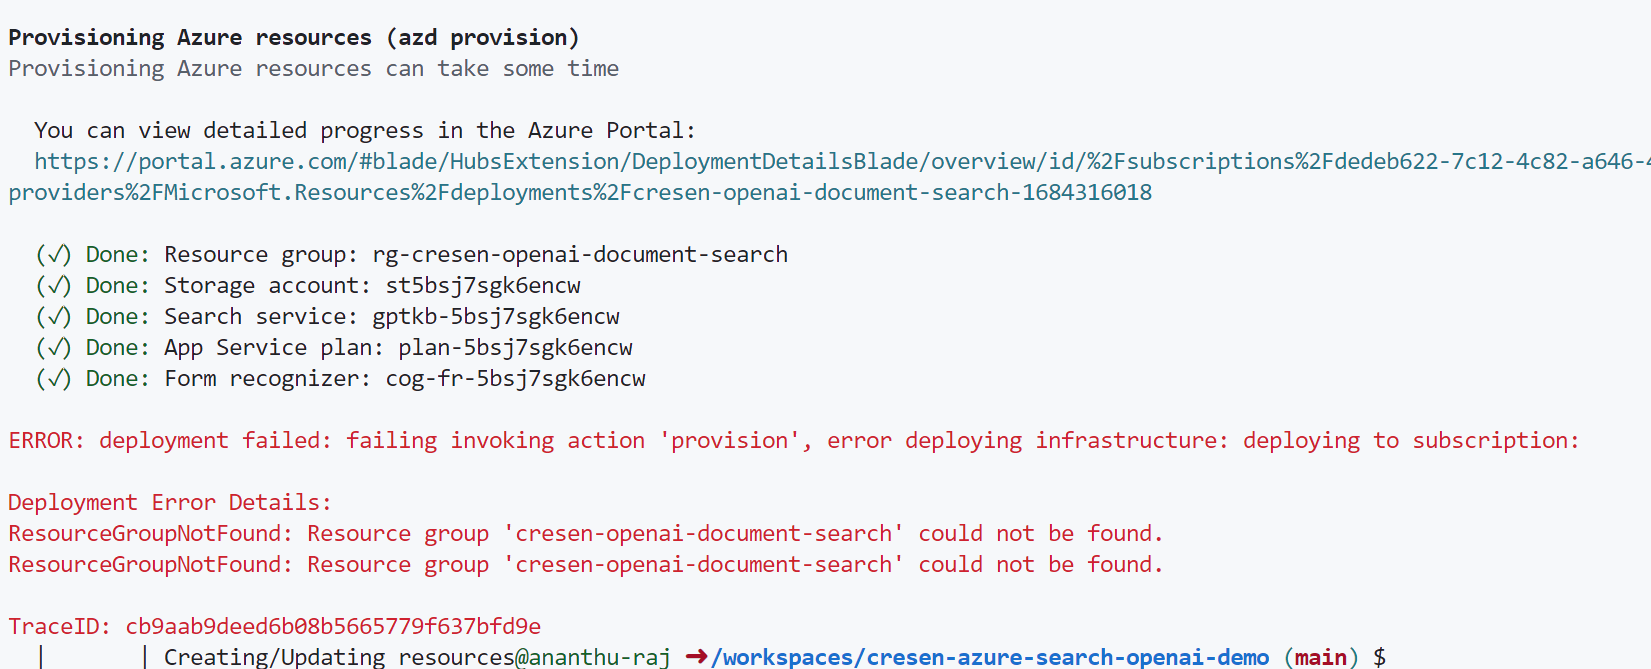 Provisioning Azure resources (azd provision)
Provisioning Azure resources can take some time
You can view detailed progress in the Azure Portal:
https://portal.azure.com/#blade/HubsExtension/DeploymentDetailsBlade/overview/id/%2Fsubscriptions%2Fdedeb622-7c12-4c82-a646-4
providers%2FMicrosoft.Resources%2Fdeployments%2Fcresen-openai-document-search-1684316018
(✓) Done: Resource group: rg-cresen-openai-document-search
(✓) Done: Storage account: st5bsj7sgk6encw
(✓) Done: Search service: gptkb-5bsj7sgk6encw
(✓) Done: App Service plan: plan-5bsj7sgk6encw
(✓) Done: Form recognizer: cog-fr-5bsj7sgk6encw
ERROR: deployment failed: failing invoking action 'provision', error deploying infrastructure: deploying to subscription:
Deployment Error Details:
ResourceGroupNotFound: Resource group 'cresen-openai-document-search' could not be found.
ResourceGroupNotFound: Resource group 'cresen-openai-document-search' could not be found.
TraceID: cb9aab9deed6b08b5665779f637bfd9e
|       | Creating/Updating resources@ananthu-raj ➜/workspaces/cresen-azure-search-openai-demo (main) $